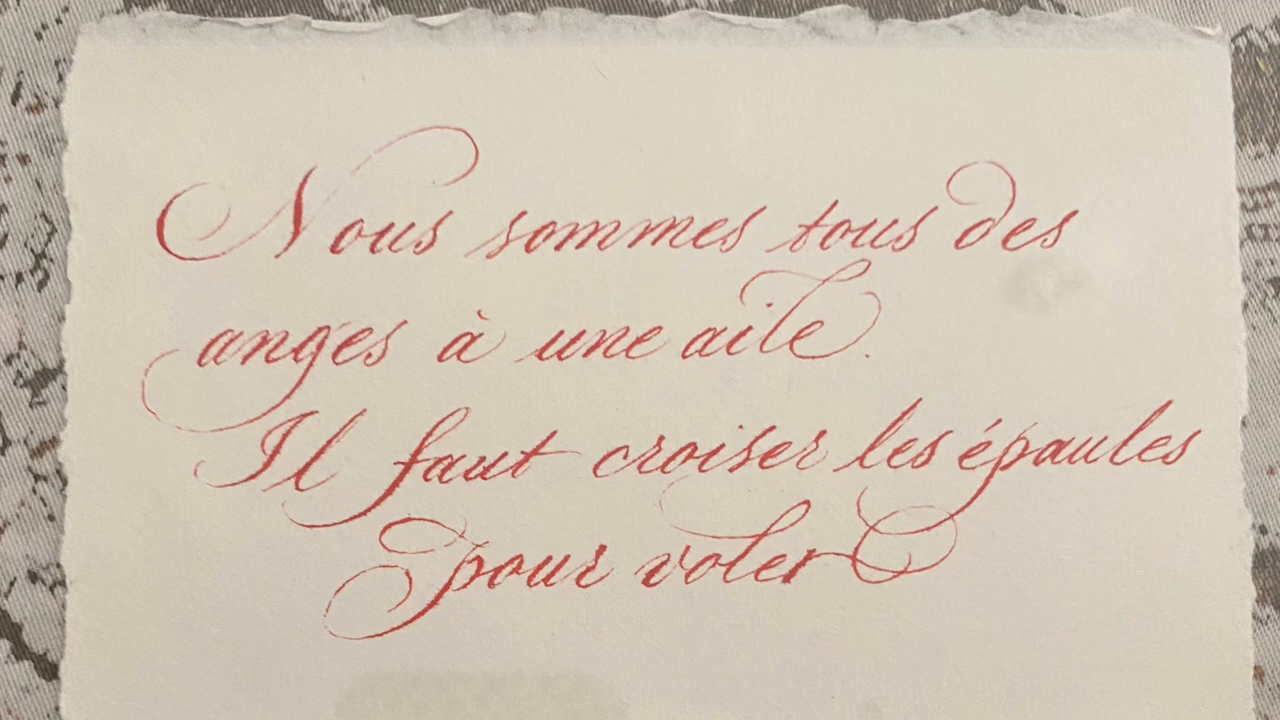 Nous sommes tous des
anges à une aile.
Il faut croiser les épaules
pour voler